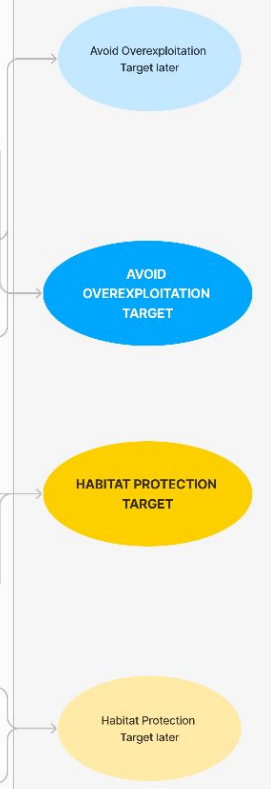 Avoid Overexploitation
Target later
AVOID
OVEREXPLOITATION
TARGET
HABITAT PROTECTION
TARGET
Habitat Protection
Target later